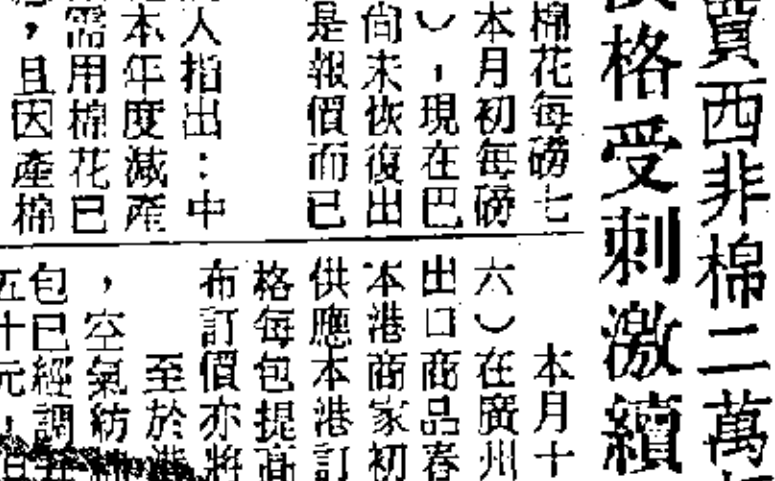 買西非棉二萬
價格受刺激續
棉花每磅七
本月初每磅
），現在巴
尙未恢復出
是報價而已
人指出：中
本年度減產
需用棉花已
，且因產棉
本月十
六）在廣州
出口商品春
本港商家初
供應本港訂
格每包提高
布訂價亦將
至於
，空氣紡
包已經調
五十元，